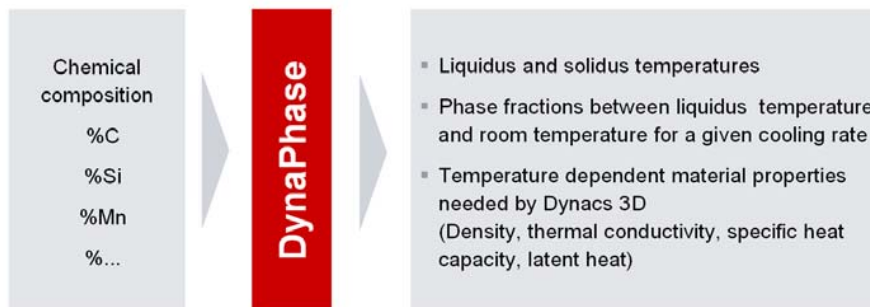 Chemical
composition
%C
%Si
%Mn
%...
DynaPhase
▪ Liquidus and solidus temperatures
▪ Phase fractions between liquidus temperature
and room temperature for a given cooling rate
▪ Temperature dependent material properties
needed by Dynacs 3D
(Density, thermal conductivity, specific heat
capacity, latent heat)